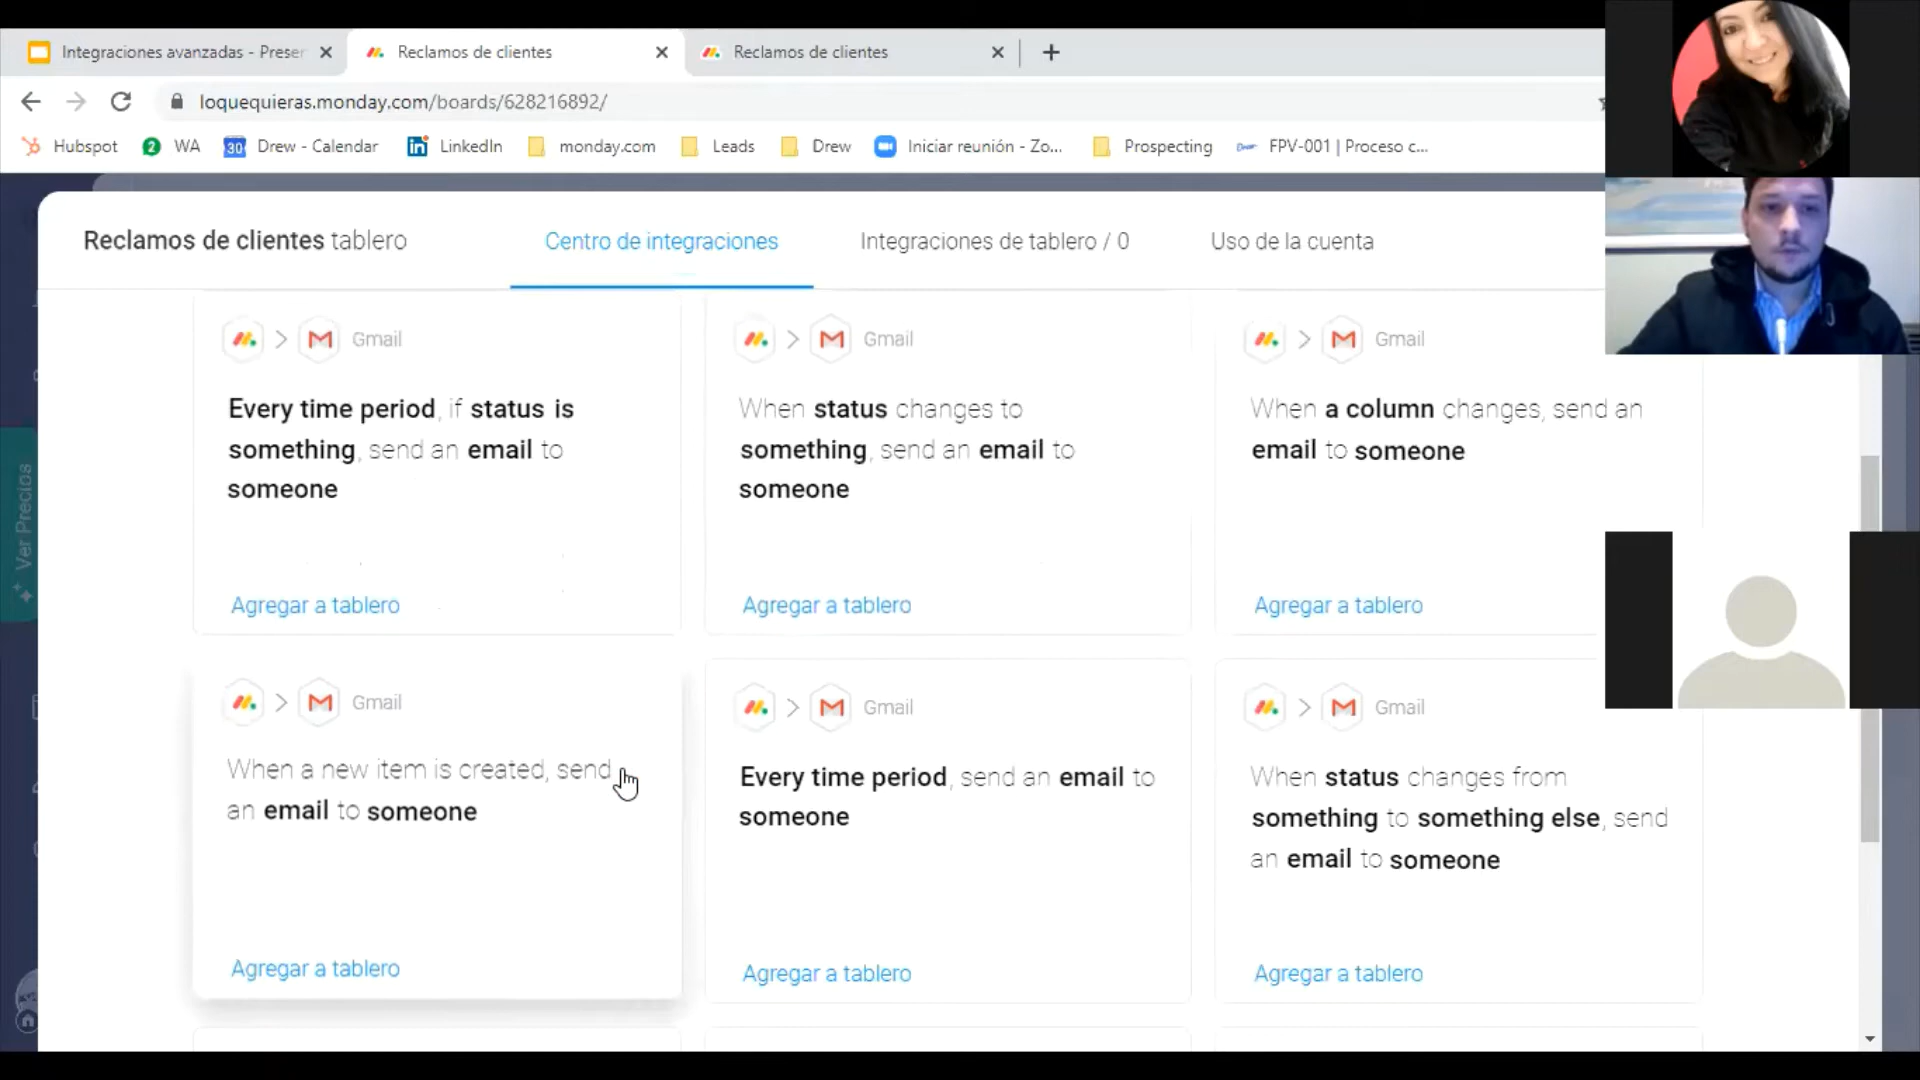 Integraciones avanzadas - Preser
Reclamos de clientes
Reclamos de clientes
loquequieras.monday.com/boards/628216892/
Hubspot
2 WA
30 Drew - Calendar
in LinkedIn
monday.com
Leads
Drew
Iniciar reunión - Zo...
Prospecting
FPV-001 | Proceso c...
Reclamos de clientes tablero
Centro de integraciones
Integraciones de tablero / 0
Uso de la cuenta
Ver Precios
Gmail
Every time period, if status is
something, send an email to
someone
Agregar a tablero
Gmail
When status changes to
something, send an email to
someone
Agregar a tablero
Gmail
When a column changes, send an
email to someone
Agregar a tablero
Gmail
When a new item is created, send
an email to someone
Agregar a tablero
Gmail
Every time period, send an email to
someone
Agregar a tablero
Gmail
When status changes from
something to something else, send
an email to someone
Agregar a tablero